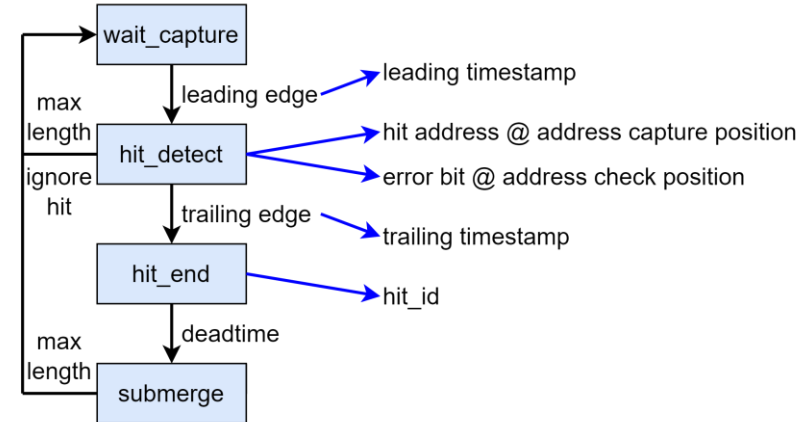 wait_capture
leading edge
leading timestamp
max
length
hit_detect
hit address @ address capture position
error bit @ address check position
ignore
hit
trailing edge
trailing timestamp
hit_end
hit_id
deadtime
max
length
submerge